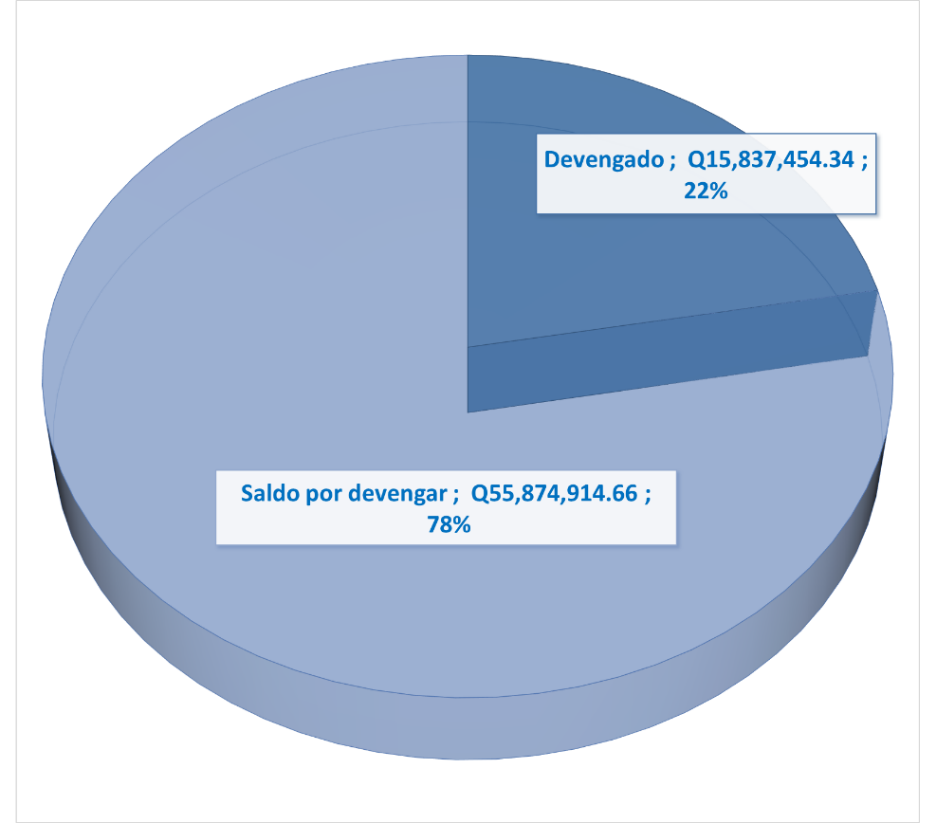 Devengado ;  Q15,837,454.34 ;
22%
Saldo por devengar ;  Q55,874,914.66 ;
78%